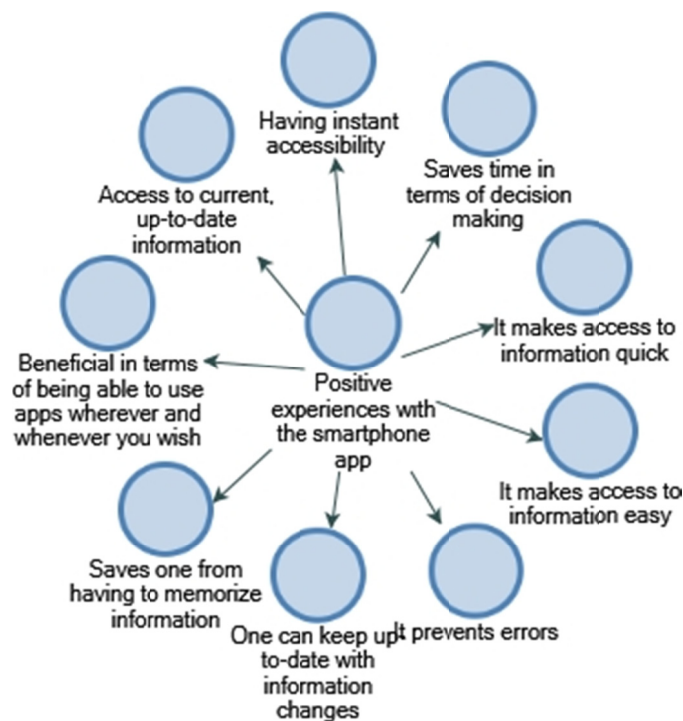 Having instant
accessibility
Saves time in
terms of decision
making
Access to current,
up-to-date
information
It makes access to
information quick
Beneficial in terms
of being able to use
apps wherever and
whenever you wish
Positive
experiences with
the smartphone
app
It makes access to
information easy
Saves one from
having to memorize
information
One can keep up-
to-date with
information
changes
It prevents errors